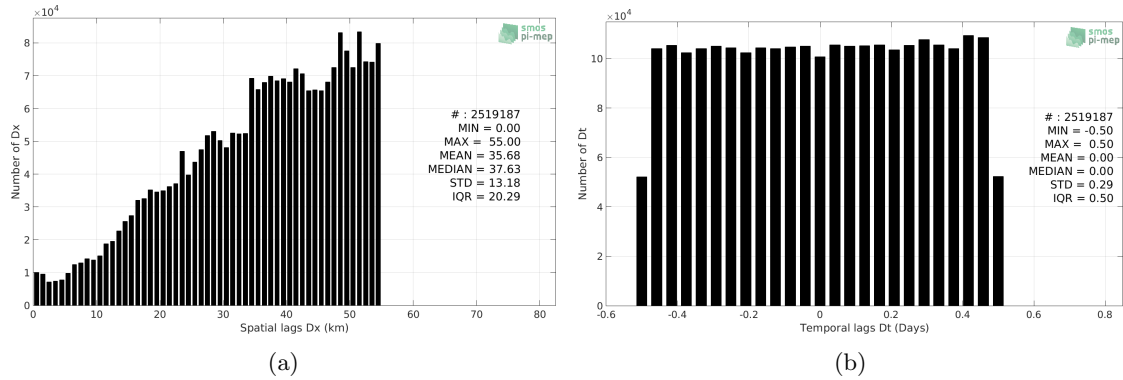 ×10⁴
8
7
6
5
4
3
2
1
0
Number of Dx
0 10 20 30 40 50 60 70 80
Spatial lags Dx (km)
smos
pi-mep
# : 2519187
MIN = 0.00
MAX = 55.00
MEAN = 35.68
MEDIAN = 37.63
STD = 13.18
IQR = 20.29
(a)
×10⁴
10
8
6
4
2
0
Number of Dt
-0.6 -0.4 -0.2 0 0.2 0.4 0.6 0.8
Temporal lags Dt (Days)
smos
pi-mep
# : 2519187
MIN = -0.50
MAX = 0.50
MEAN = 0.00
MEDIAN = 0.00
STD = 0.29
IQR = 0.50
(b)